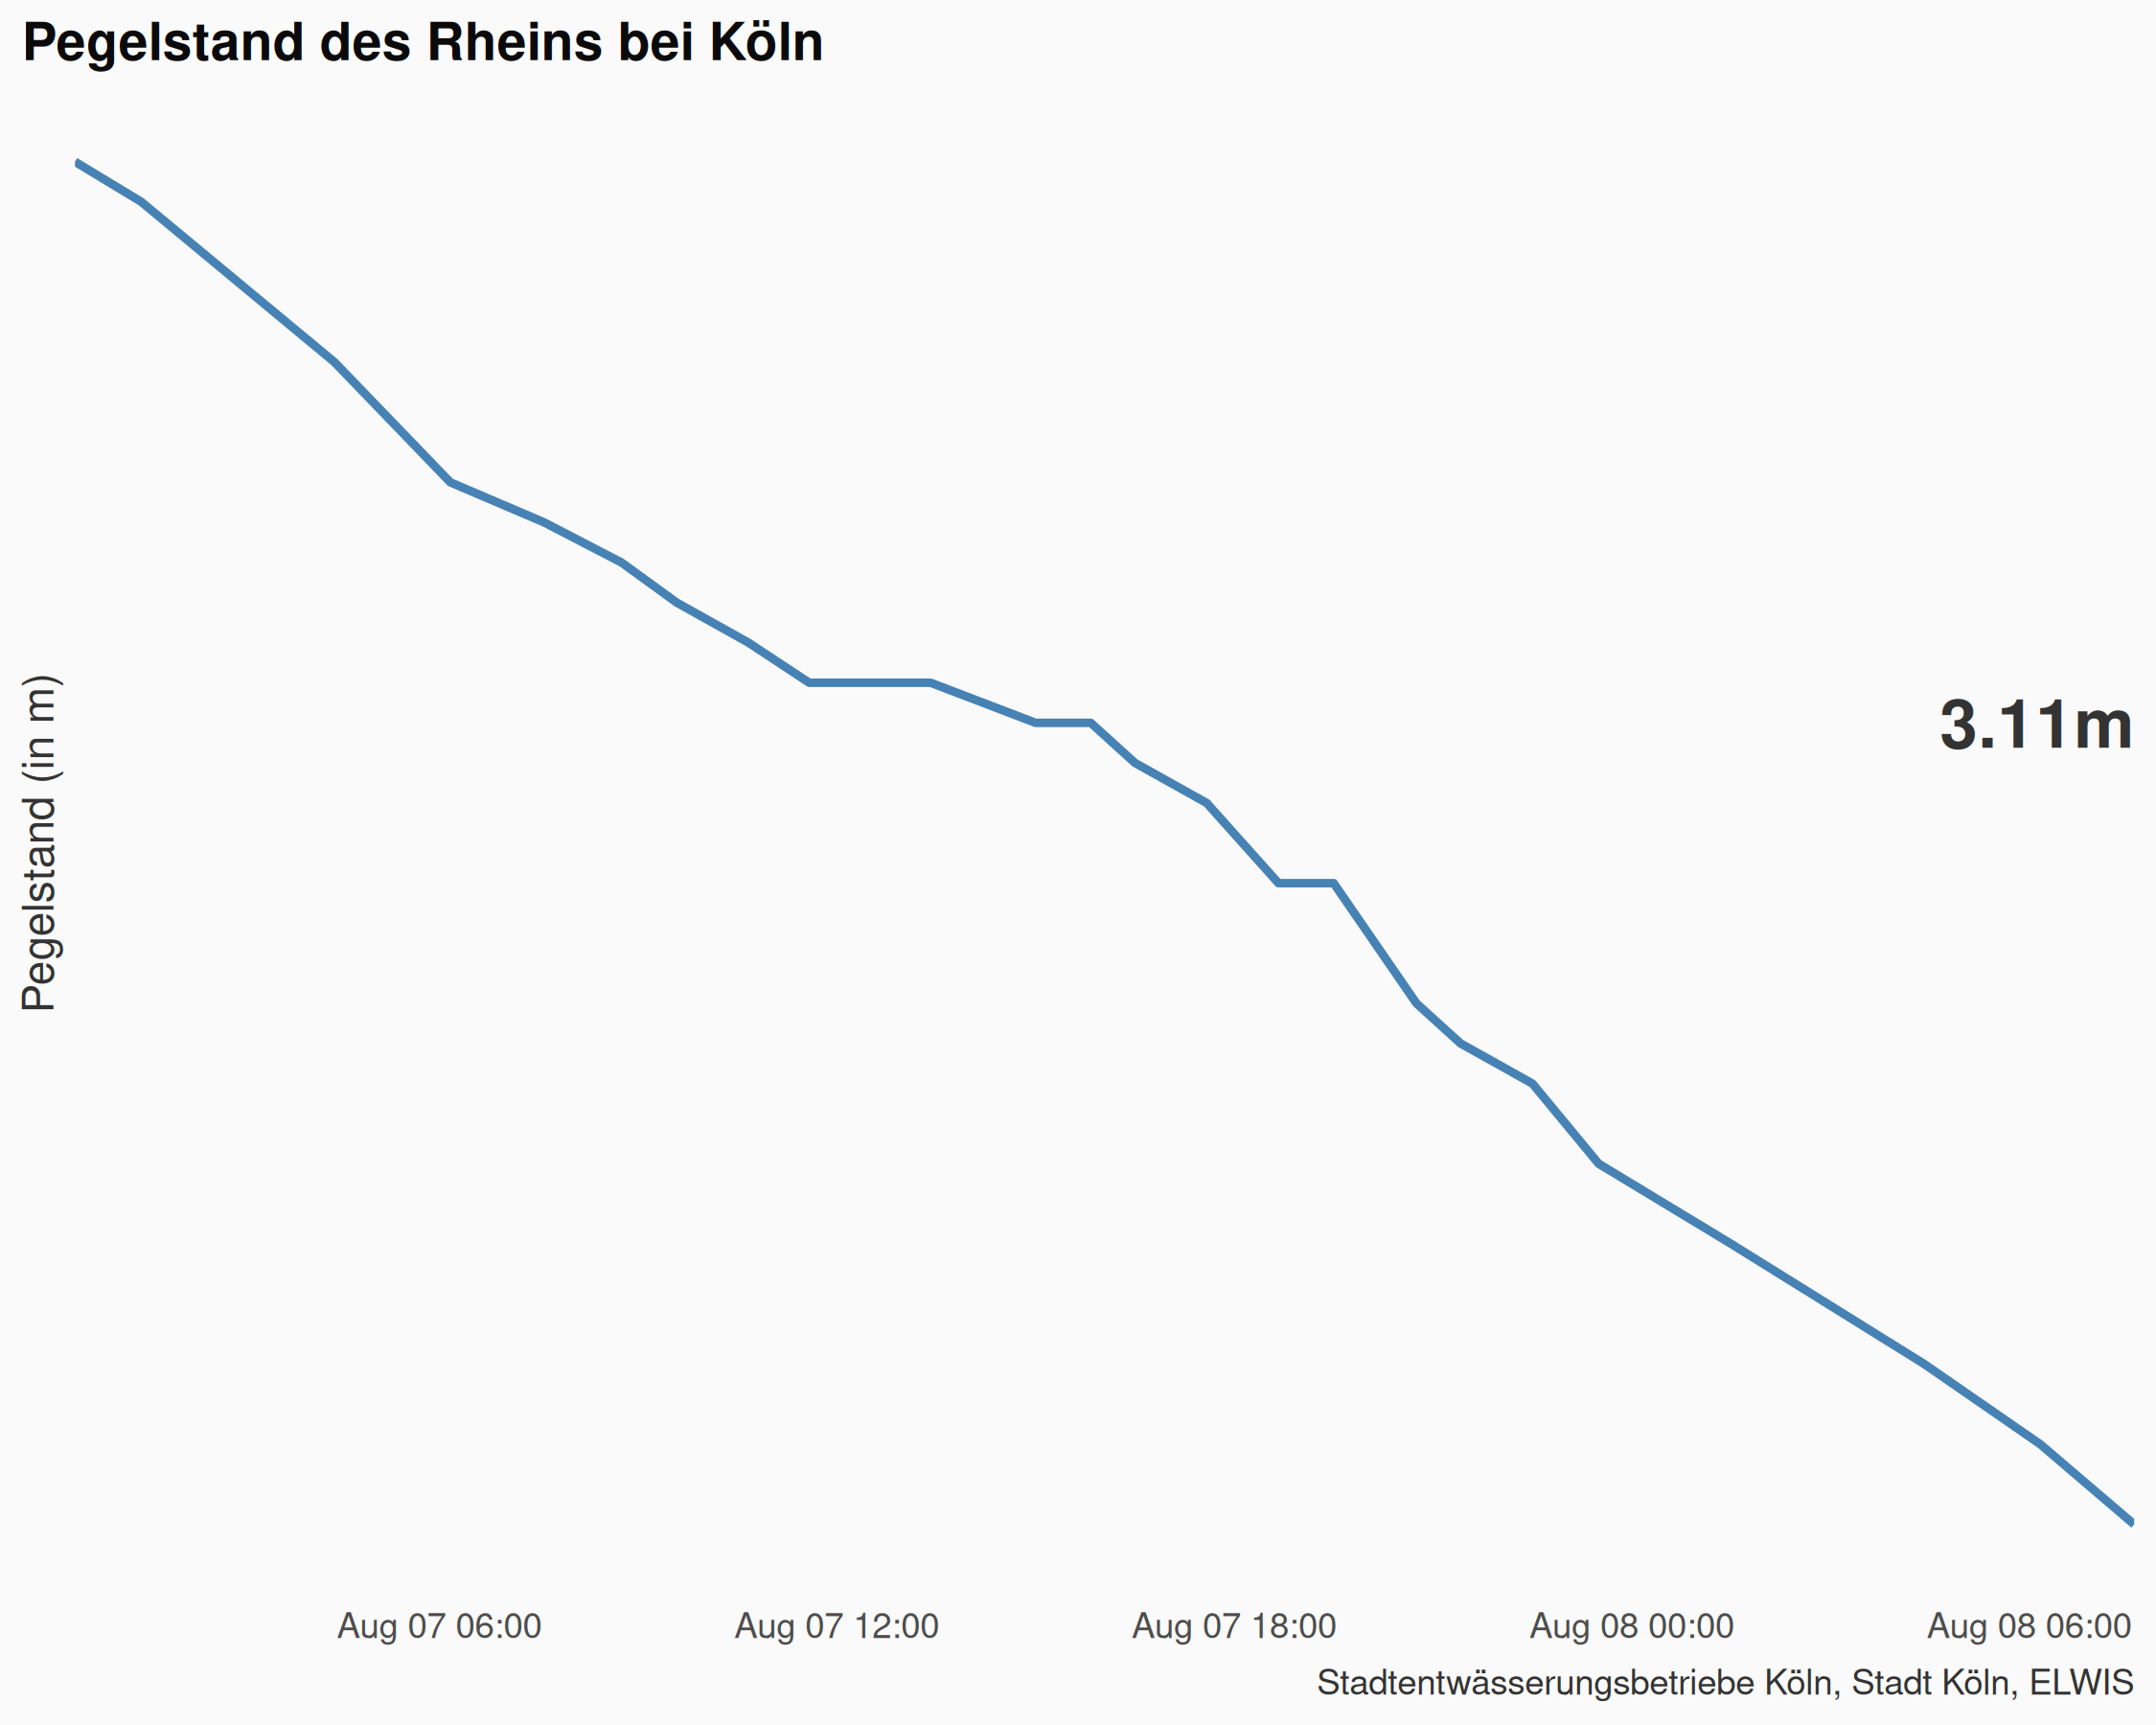 Pegelstand des Rheins bei Köln
Pegelstand (in m)
3.11m
Aug 07 06:00
Aug 07 12:00
Aug 07 18:00
Aug 08 00:00
Aug 08 06:00
Stadtentwässerungsbetriebe Köln, Stadt Köln, ELWIS